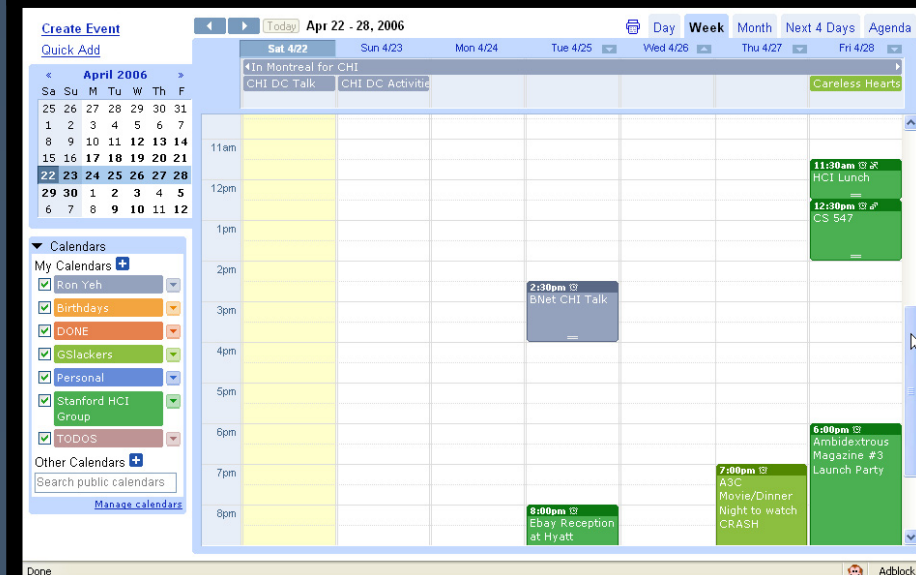 Create Event
Quick Add
Today Apr 22 - 28, 2006
Day Week Month Next 4 Days Agenda
« April 2006 »
Sa Su M Tu W Th F
25 26 27 28 29 30 31
1 2 3 4 5 6 7
8 9 10 11 12 13 14
15 16 17 18 19 20 21
22 23 24 25 26 27 28
29 30 1 2 3 4 5
6 7 8 9 10 11 12
Calendars
My Calendars
Ron Yeh
Birthdays
DONE
GSlackers
Personal
Stanford HCI
Group
TODOS
Other Calendars
Search public calendars
Manage calendars
Sat 4/22 Sun 4/23 Mon 4/24 Tue 4/25 Wed 4/26 Thu 4/27 Fri 4/28
In Montreal for CHI
CHI DC Talk CHI DC Activitie Careless Hearts
11am
12pm
1pm
2pm
3pm
4pm
5pm
6pm
7pm
8pm
2:30pm
BNet CHI Talk
8:00pm
Ebay Reception
at Hyatt
7:00pm
A3C
Movie/Dinner
Night to watch
CRASH
11:30am
HCI Lunch
12:30pm
CS 547
6:00pm
Ambidextrous
Magazine #3
Launch Party
Done Adblock